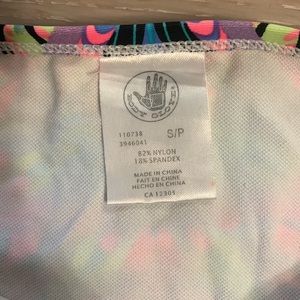 BODY GLOVE
S/P
110738
3946041
82% NYLON
18% SPANDEX
MADE IN CHINA
FAIT EN CHINE
HECHO EN CHINA
CA 12301